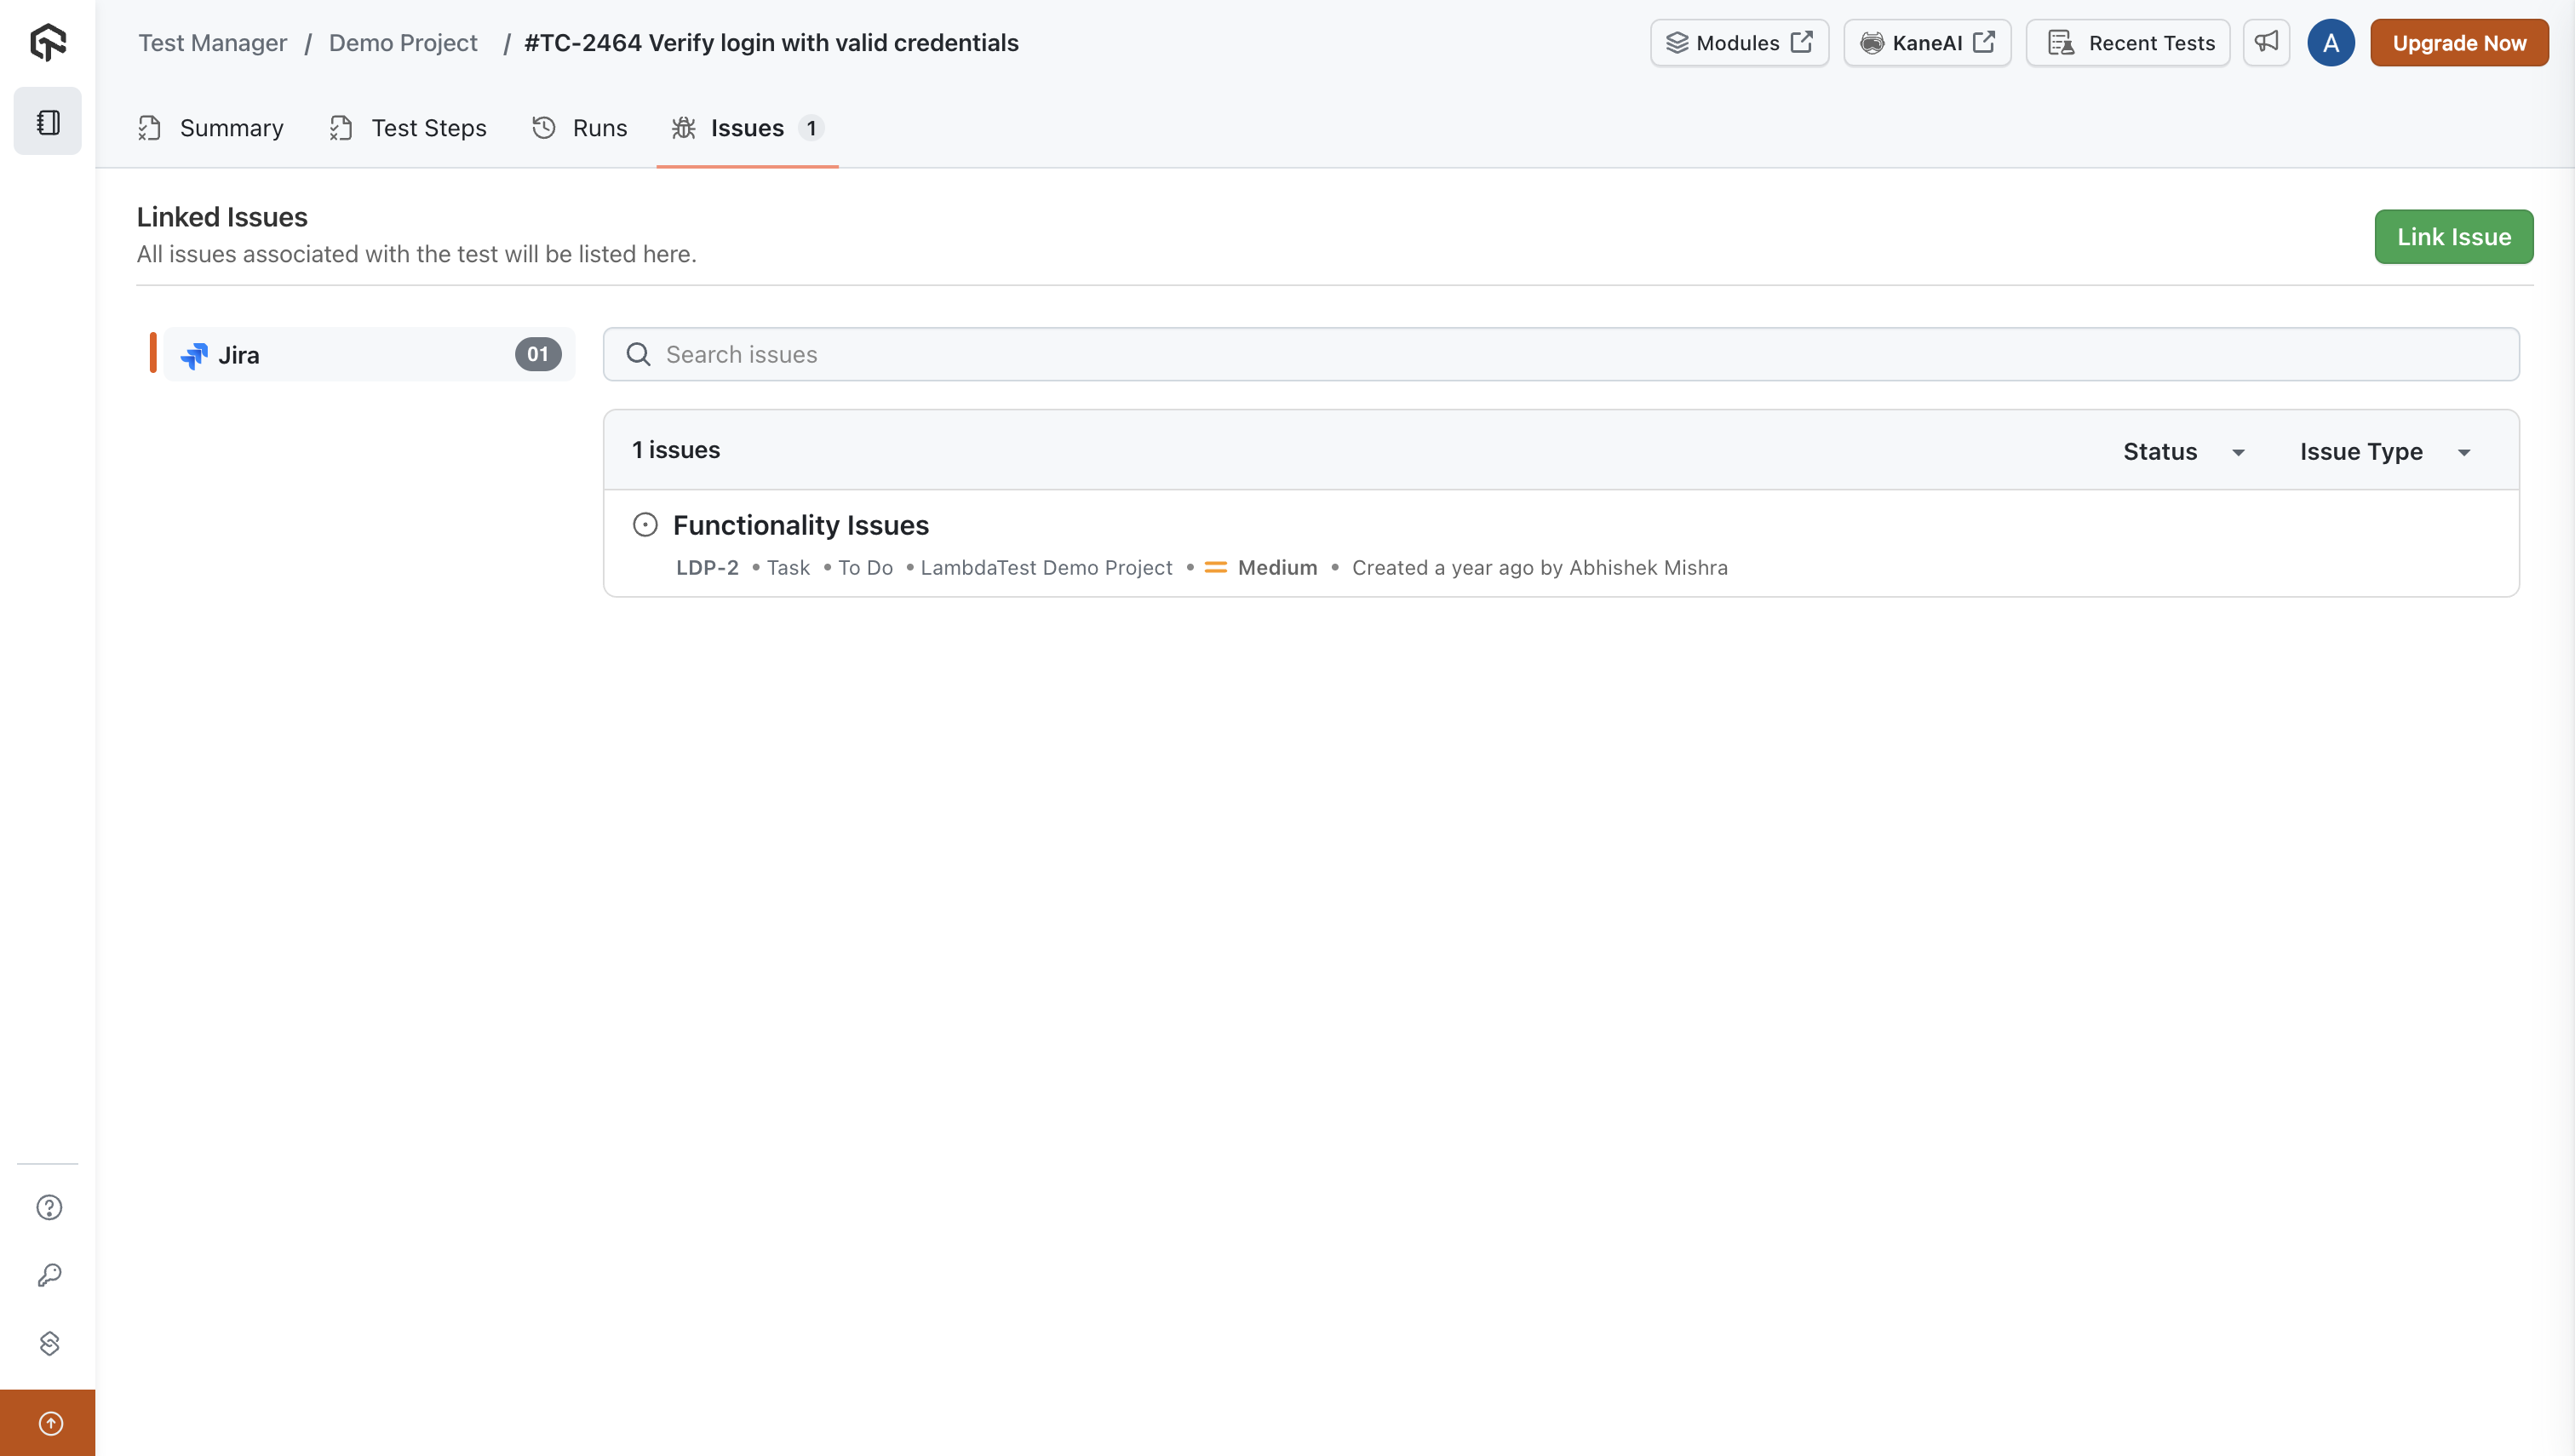 Test Manager / Demo Project / #TC-2464 Verify login with valid credentials
Modules
KaneAI
Recent Tests
A
Upgrade Now
Summary
Test Steps
Runs
Issues 1
Linked Issues
All issues associated with the test will be listed here.
Link Issue
Jira 01
Search issues
1 issues
Status
Issue Type
Functionality Issues
LDP-2 • Task • To Do • LambdaTest Demo Project • Medium • Created a year ago by Abhishek Mishra